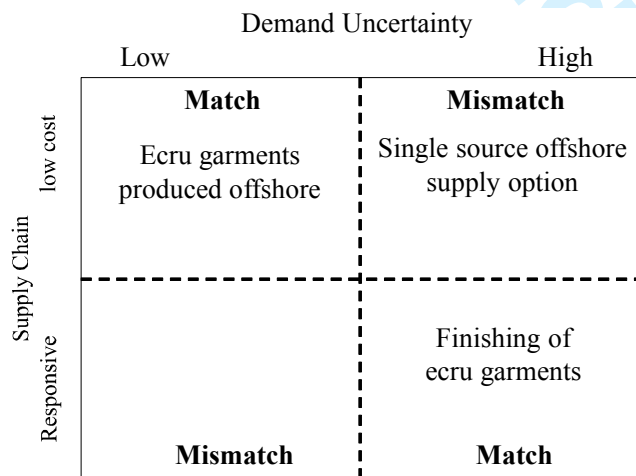 Demand Uncertainty
Low High
Match Mismatch
Ecru garments
produced offshore
Single source offshore
supply option
low cost
Supply Chain
Responsive
Finishing of
ecru garments
Mismatch Match